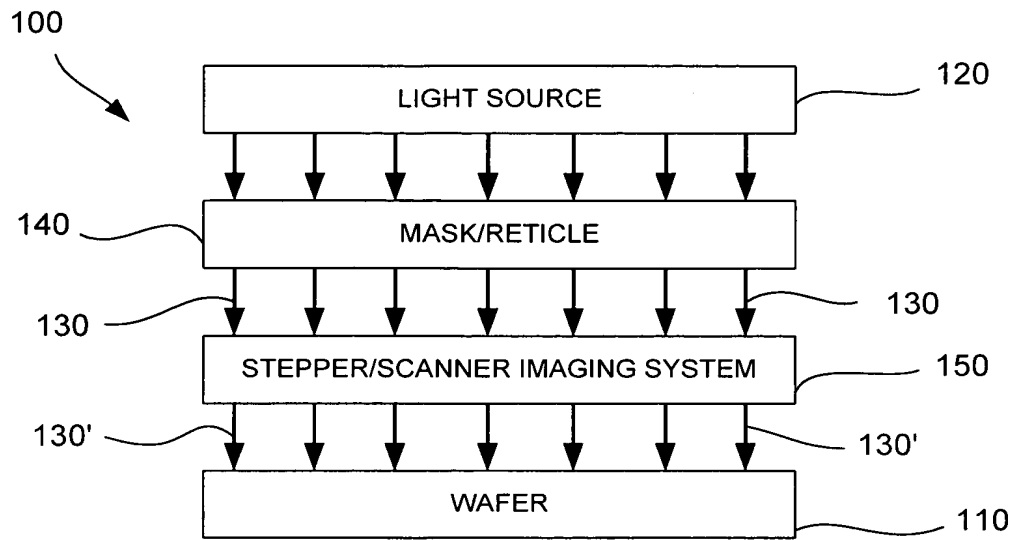 100
LIGHT SOURCE
120
140
MASK/RETICLE
130
130
STEPPER/SCANNER IMAGING SYSTEM
150
130'
130'
WAFER
110